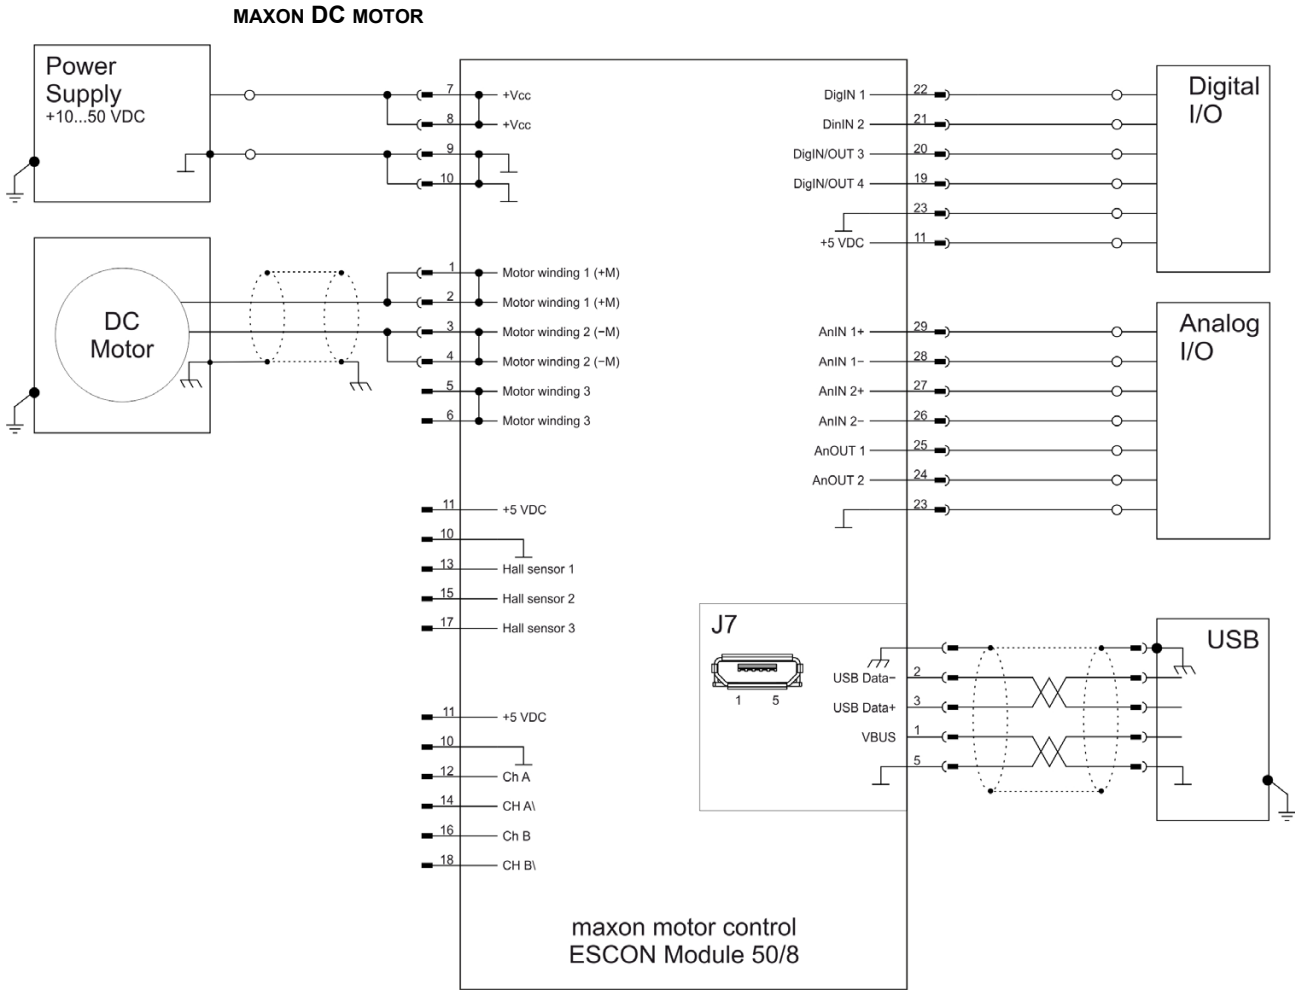 MAXON DC MOTOR
Power
Supply
+10...50 VDC
7
+Vcc
8
+Vcc
9
10
DC
Motor
1
Motor winding 1 (+M)
2
Motor winding 1 (+M)
3
Motor winding 2 (−M)
4
Motor winding 2 (−M)
5
Motor winding 3
6
Motor winding 3
11
+5 VDC
10
13
Hall sensor 1
15
Hall sensor 2
17
Hall sensor 3
11
+5 VDC
10
12
Ch A
14
CH A\
16
Ch B
18
CH B\
DigIN 1
22
DinIN 2
21
DigIN/OUT 3
20
DigIN/OUT 4
19
23
+5 VDC
11
Digital
I/O
AnIN 1+
29
AnIN 1−
28
AnIN 2+
27
AnIN 2−
26
AnOUT 1
25
AnOUT 2
24
23
Analog
I/O
J7
1 5
USB Data−
2
USB Data+
3
VBUS
1
5
USB
maxon motor control
ESCON Module 50/8